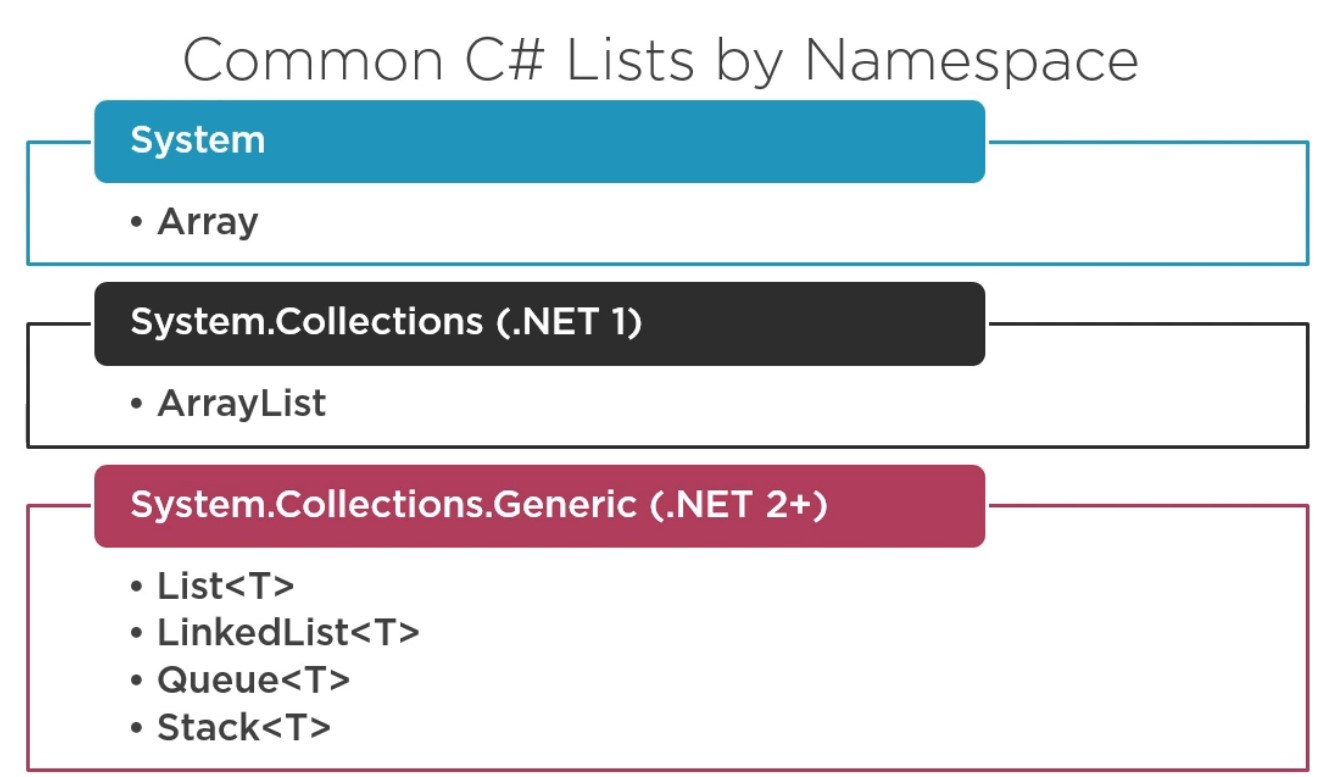 Common C# Lists by Namespace
System
• Array
System.Collections (.NET 1)
• ArrayList
System.Collections.Generic (.NET 2+)
• List<T>
• LinkedList<T>
• Queue<T>
• Stack<T>